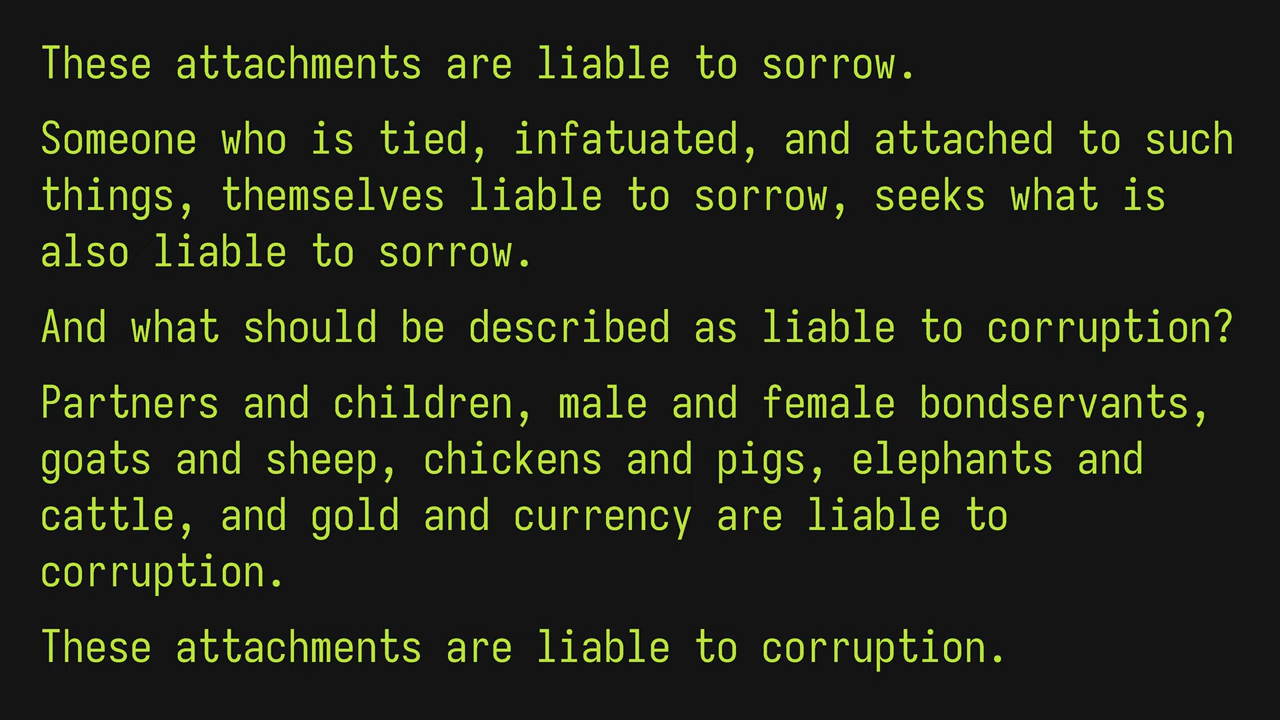 These attachments are liable to sorrow.
Someone who is tied, infatuated, and attached to such
things, themselves liable to sorrow, seeks what is
also liable to sorrow.
And what should be described as liable to corruption?
Partners and children, male and female bondservants,
goats and sheep, chickens and pigs, elephants and
cattle, and gold and currency are liable to
corruption.
These attachments are liable to corruption.